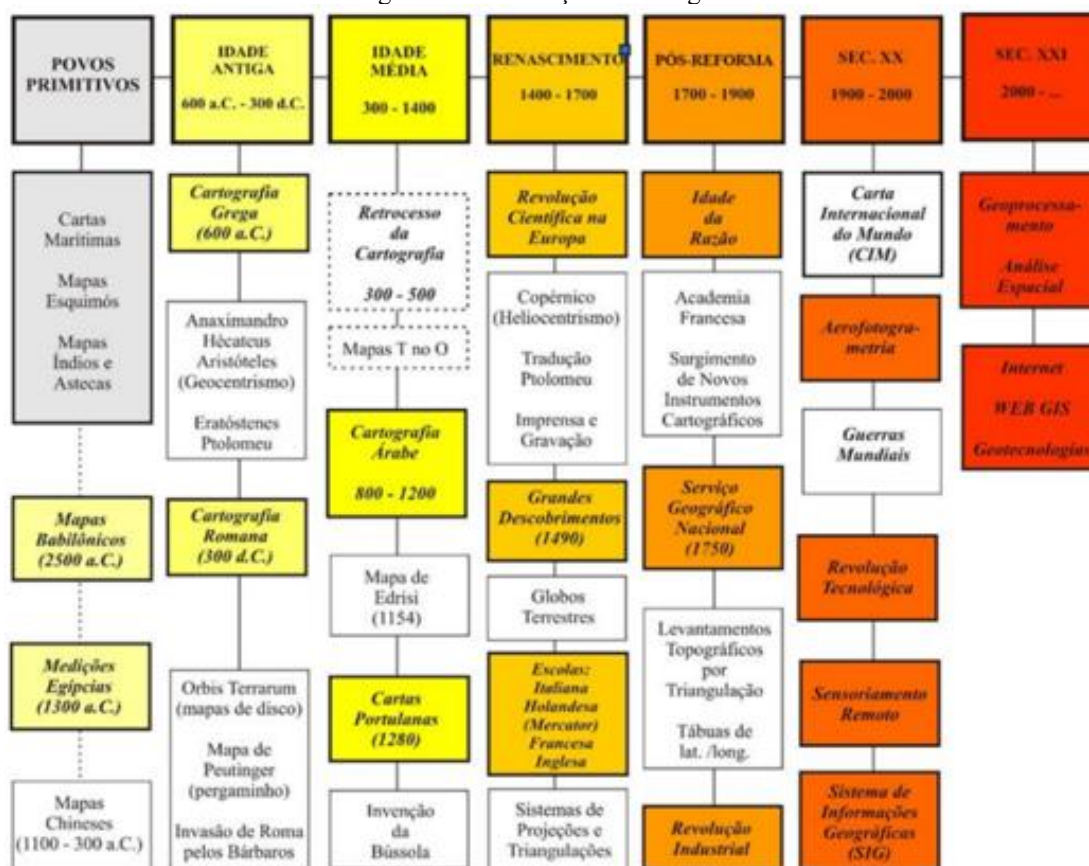 POVOS
PRIMITIVOS
Cartas
Marítimas
Mapas
Esquimós
Mapas
Índios e
Astecas
Mapas
Babilônicos
(2500 a.C.)
Medições
Egípcias
(1300 a.C.)
Mapas
Chineses
(1100 - 300 a.C.)
IDADE
ANTIGA
600 a.C. - 300 d.C.
Cartografia
Grega
(600 a.C.)
Anaximandro
Hécateus
Aristóteles
(Geocentrismo)
Eratóstenes
Ptolomeu
Cartografia
Romana
(300 d.C.)
Orbis Terrarum
(mapas de disco)
Mapa de
Peutinger
(pergaminho)
Invasão de Roma
pelos Bárbaros
IDADE
MÉDIA
300 - 1400
Retrocesso
da
Cartografia
300 - 500
Mapas T no O
Cartografia
Árabe
800 - 1200
Mapa de
Edrisi
(1154)
Cartas
Portulanas
(1280)
Invenção
da
Bússola
RENASCIMENTO
1400 - 1700
Revolução
Científica na
Europa
Copérnico
(Heliocentrismo)
Tradução
Ptolomeu
Imprensa e
Gravação
Grandes
Descobrimentos
(1490)
Globos
Terrestres
Escolas:
Italiana
Holandesa
(Mercator)
Francesa
Inglesa
Sistemas de
Projeções e
Triangulações
PÓS-REFORMA
1700 - 1900
Idade
da
Razão
Academia
Francesa
Surgimento
de Novos
Instrumentos
Cartográficos
Serviço
Geográfico
Nacional
(1750)
Levantamentos
Topográficos
por
Triangulação
Tábuas de
lat. /long.
Revolução
Industrial
SEC. XX
1900 - 2000
Carta
Internacional
do Mundo
(CIM)
Aerofotogra-
metria
Guerras
Mundiais
Revolução
Tecnológica
Sensoriamento
Remoto
Sistema de
Informações
Geográficas
(SIG)
SEC. XXI
2000 - ...
Geoprocessa-
mento
Análise
Espacial
Internet
WEB GIS
Geotecnologias